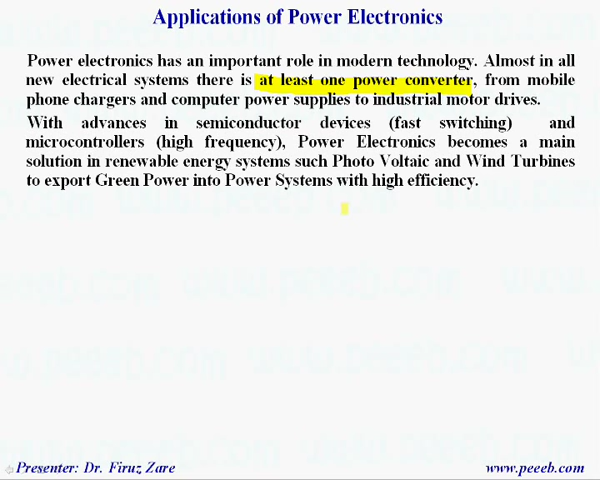 Applications of Power Electronics
Power electronics has an important role in modern technology. Almost in all
new electrical systems there is at least one power converter, from mobile
phone chargers and computer power supplies to industrial motor drives.
With advances in semiconductor devices (fast switching) and
microcontrollers (high frequency), Power Electronics becomes a main
solution in renewable energy systems such Photo Voltaic and Wind Turbines
to export Green Power into Power Systems with high efficiency.
Presenter: Dr. Firuz Zare
www.peeeb.com